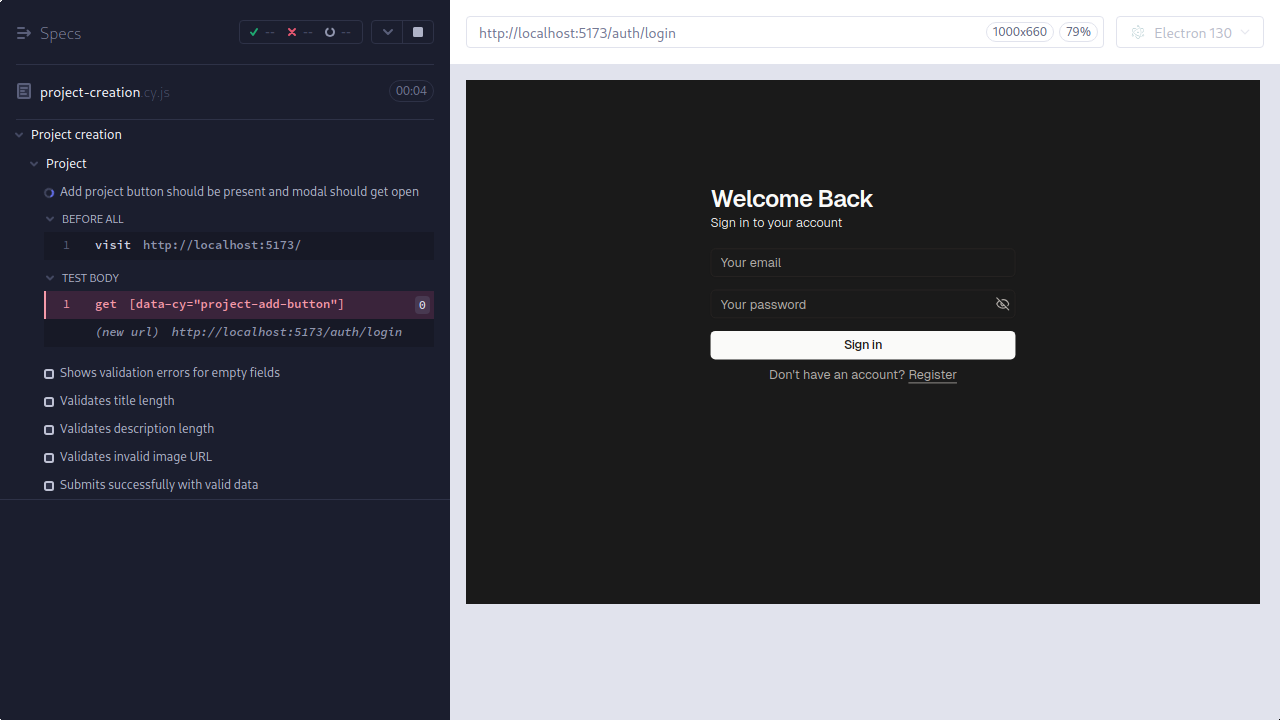 Specs
-- -- --
project-creation.cy.js 00:04
Project creation
Project
Add project button should be present and modal should get open
BEFORE ALL
1 visit http://localhost:5173/
TEST BODY
1 get [data-cy="project-add-button"] 0
(new url) http://localhost:5173/auth/login
Shows validation errors for empty fields
Validates title length
Validates description length
Validates invalid image URL
Submits successfully with valid data
http://localhost:5173/auth/login 1000x660 79% Electron 130
Welcome Back
Sign in to your account
Your email
Your password
Sign in
Don't have an account? Register